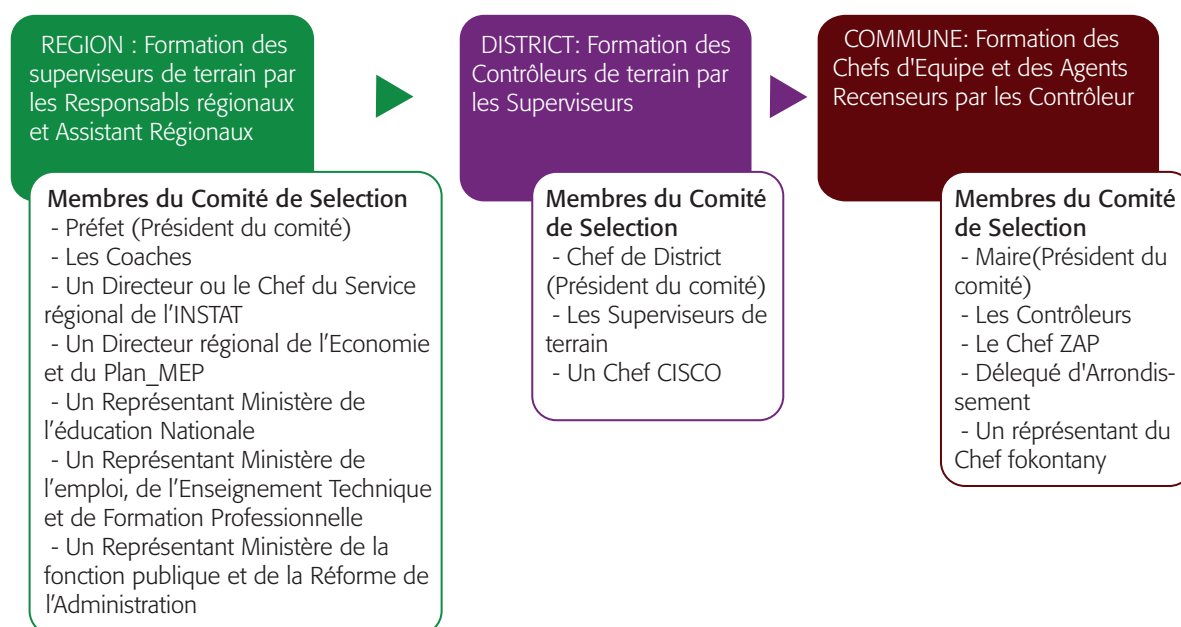 REGION : Formation des
superviseurs de terrain par
les Responsabls régionaux
et Assistant Régionaux
Membres du Comité de Selection
- Préfet (Président du comité)
- Les Coaches
- Un Directeur ou le Chef du Service
régional de l'INSTAT
- Un Directeur régional de l'Economie
et du Plan_MEP
- Un Représentant Ministère de
l'éducation Nationale
- Un Représentant Ministère de
l'emploi, de l'Enseignement Technique
et de Formation Professionnelle
- Un Représentant Ministère de la
fonction publique et de la Réforme de
l'Administration
DISTRICT: Formation des
Contrôleurs de terrain par
les Superviseurs
Membres du Comité
de Selection
- Chef de District
(Président du comité)
- Les Superviseurs de
terrain
- Un Chef CISCO
COMMUNE: Formation des
Chefs d'Equipe et des Agents
Recenseurs par les Contrôleur
Membres du Comité
de Selection
- Maire(Président du
comité)
- Les Contrôleurs
- Le Chef ZAP
- Délequé d'Arrondis-
sement
- Un réprésentant du
Chef fokontany